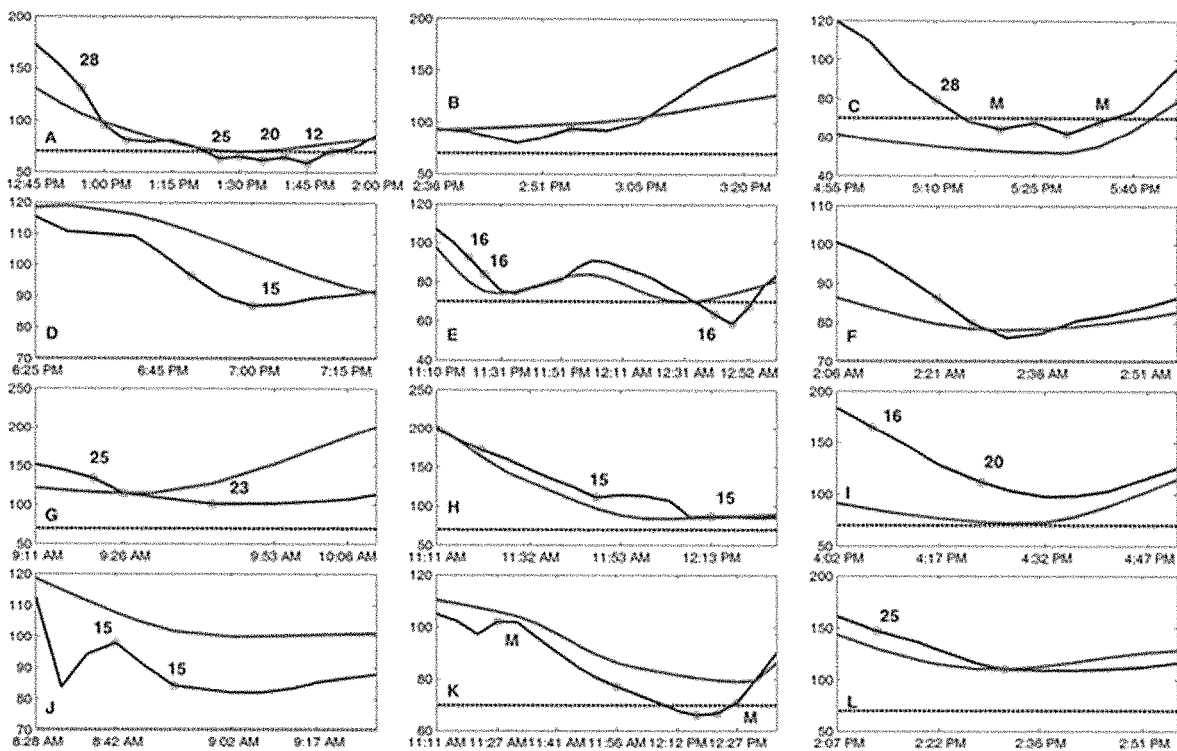 200
150
100
50
28
A
25
20
12
12:45 PM 1:00 PM 1:15 PM 1:30 PM 1:45 PM 2:00 PM
200
150
100
50
B
2:36 PM 2:51 PM 3:05 PM 3:20 PM
120
100
80
60
40
28
M
M
C
4:55 PM 5:10 PM 5:25 PM 5:40 PM
120
110
100
90
80
70
15
D
6:25 PM 6:45 PM 7:00 PM 7:15 PM
120
100
80
60
40
16
16
16
E
11:10 PM 11:31 PM 11:51 PM 12:11 AM 12:31 AM 12:52 AM
110
100
90
80
70
F
2:06 AM 2:21 AM 2:36 AM 2:51 AM
250
200
150
100
50
25
23
G
9:11 AM 9:26 AM 9:53 AM 10:06 AM
250
200
150
100
50
15
15
H
11:11 AM 11:32 AM 11:53 AM 12:13 PM
200
150
100
50
16
20
I
4:02 PM 4:17 PM 4:32 PM 4:47 PM
120
110
100
90
80
70
15
15
J
8:28 AM 8:42 AM 9:02 AM 9:17 AM
120
100
80
60
M
M
K
11:11 AM 11:27 AM 11:41 AM 11:56 AM 12:12 PM 12:27 PM
200
150
100
50
25
L
2:07 PM 2:22 PM 2:36 PM 2:51 PM